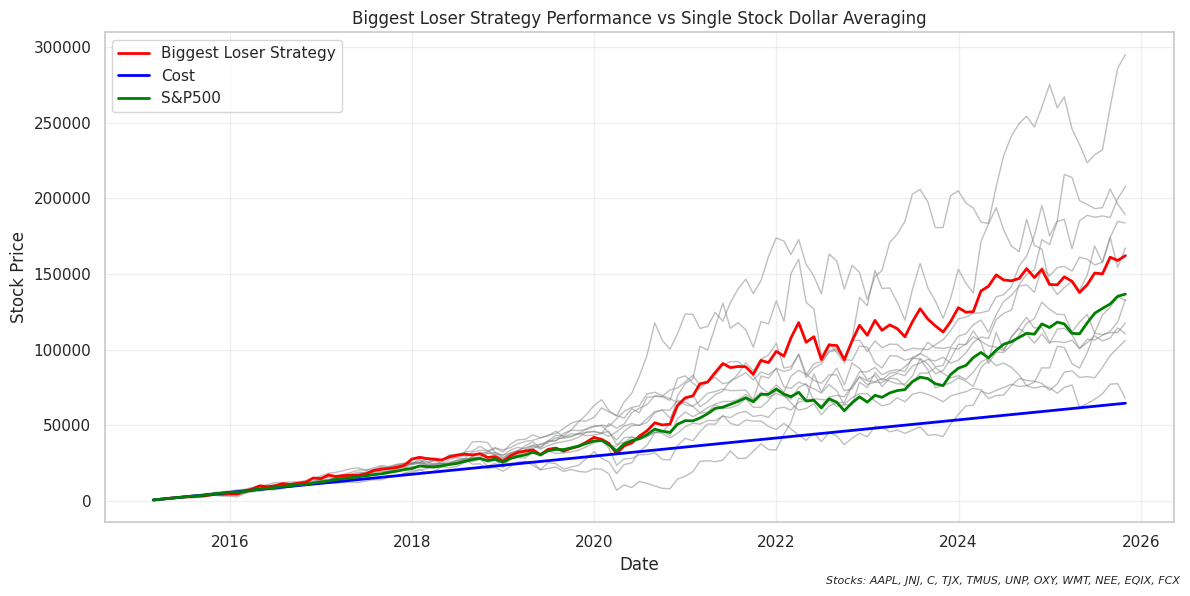 Biggest Loser Strategy Performance vs Single Stock Dollar Averaging
Biggest Loser Strategy
Cost
S&P500
300000
250000
200000
150000
100000
50000
0
Stock Price
2016
2018
2020
2022
2024
2026
Date
Stocks: AAPL, JNJ, C, TJX, TMUS, UNP, OXY, WMT, NEE, EQIX, FCX